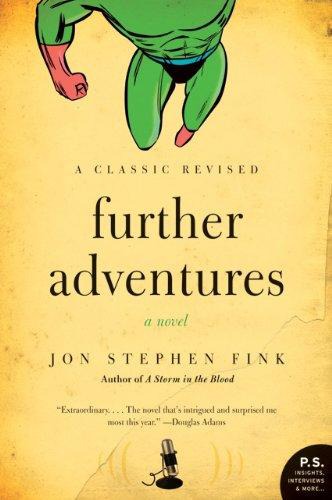 A CLASSIC REVISED
further
adventures
a novel
JON STEPHEN FINK
Author of A Storm in the Blood
"Extraordinary. . . . The novel that's intrigued and surprised me
most this year." —Douglas Adams
P.S.
INSIGHTS,
INTERVIEWS
& MORE...